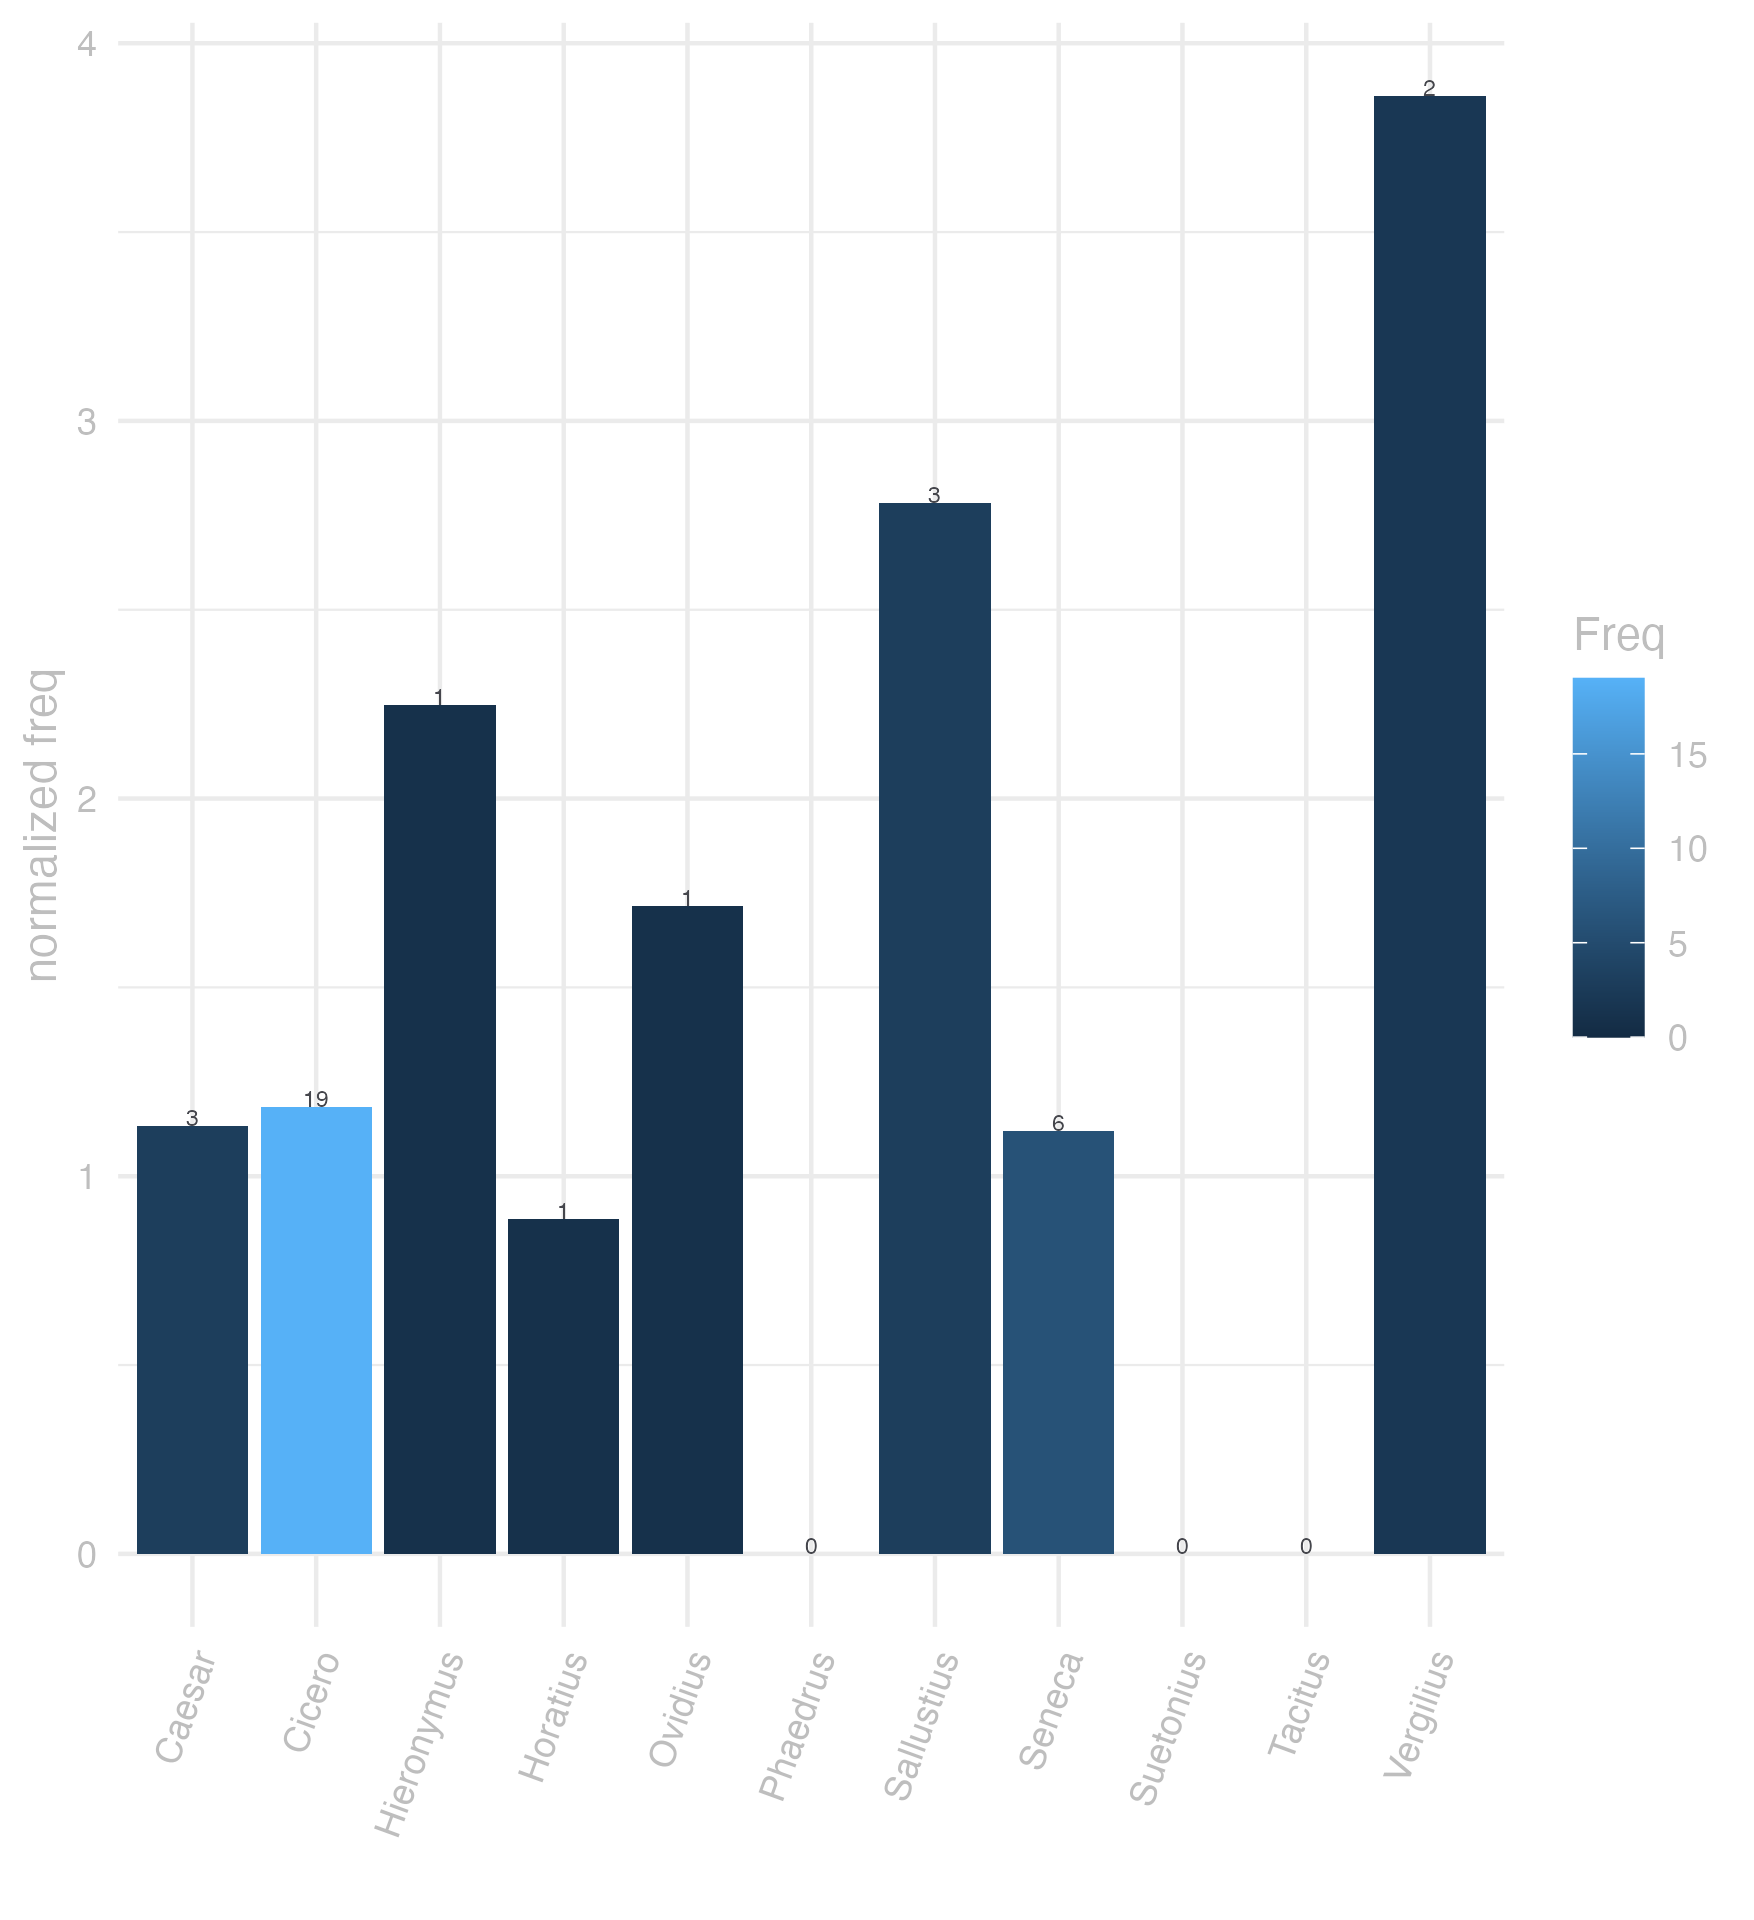 4
3
2
1
0
normalized freq
2
3
1
1
19
3
6
1
0
0
0
Caesar
Cicero
Hieronymus
Horatius
Ovidius
Phaedrus
Sallustius
Seneca
Suetonius
Tacitus
Vergilius
Freq
15
10
5
0